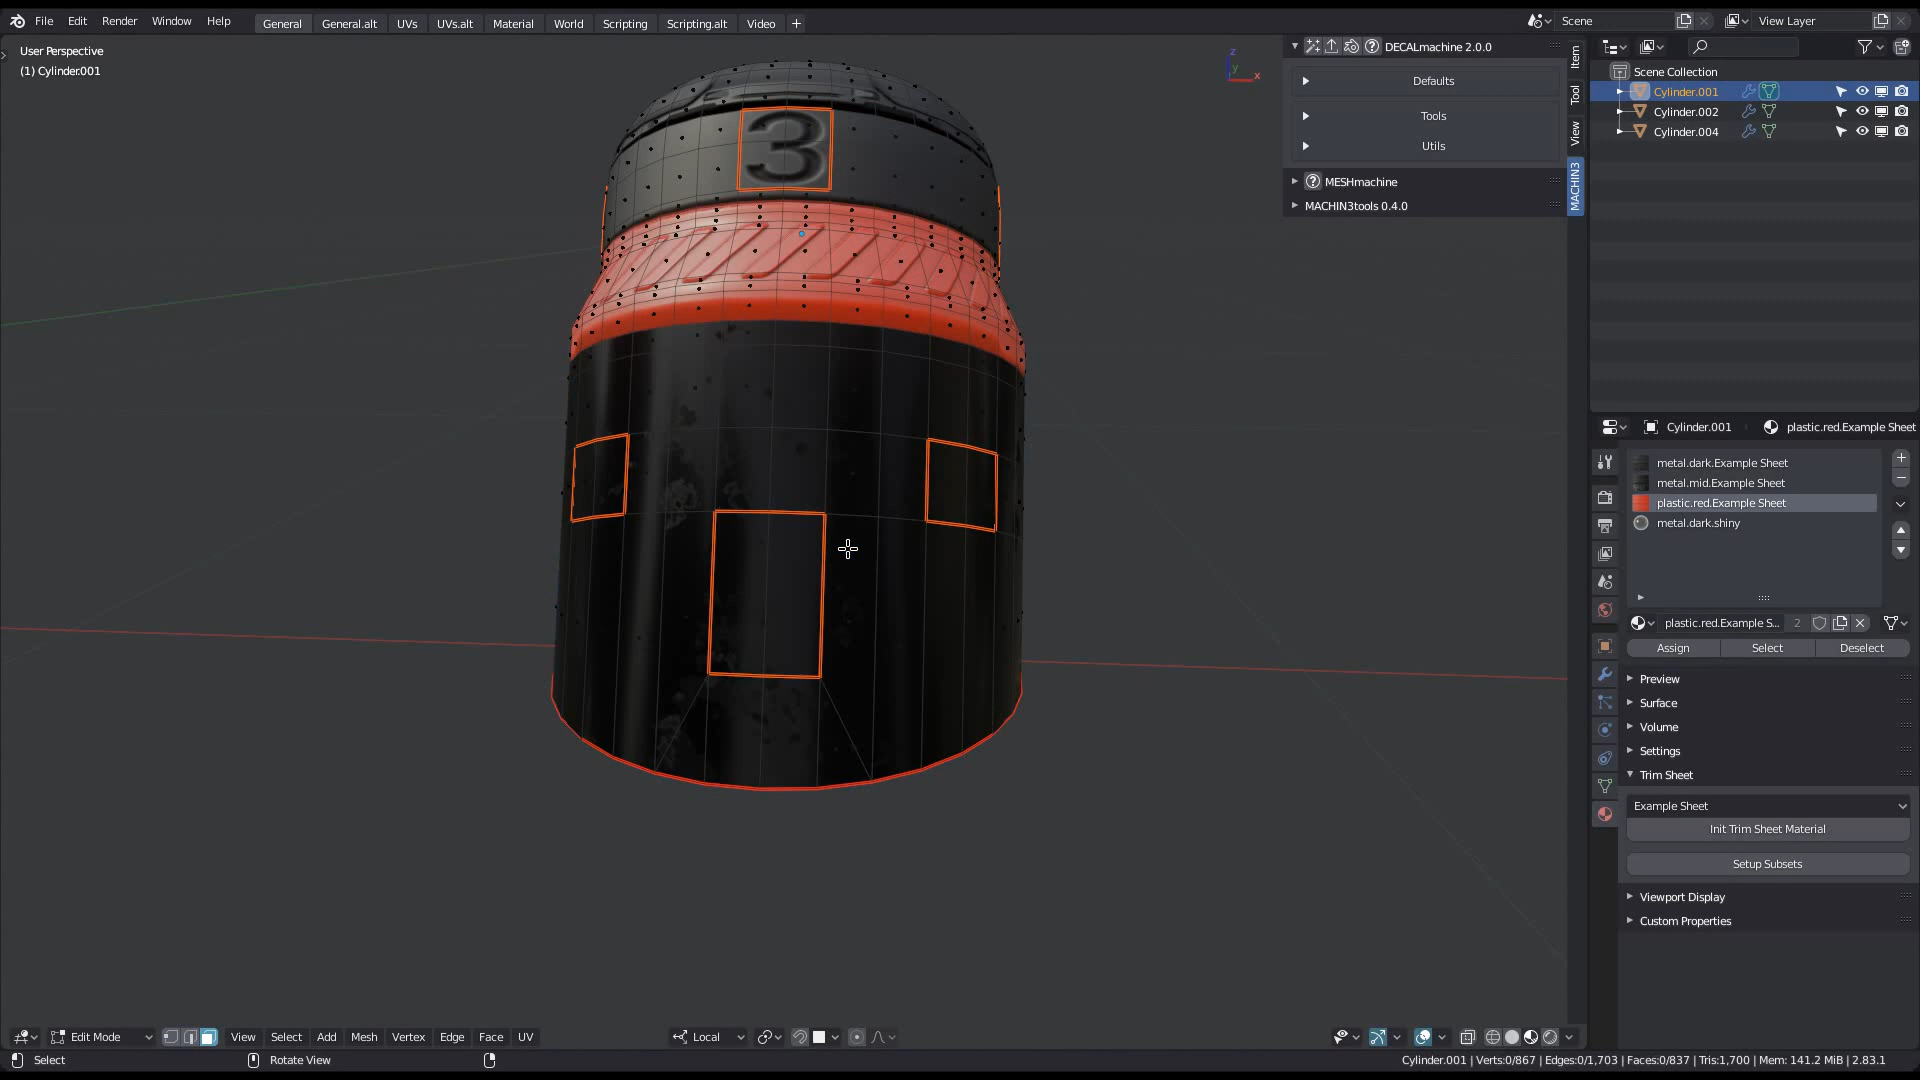 File Edit Render Window Help General General.alt UVs UVs.alt Material World Scripting Scripting.alt Video + Scene View Layer
User Perspective
(1) Cylinder.001
z
y
x
3
DECALmachine 2.0.0
Defaults
Tools
Utils
MESHmachine
MACHIN3tools 0.4.0
Item
Tool
View
MACHIN3
Scene Collection
Cylinder.001
Cylinder.002
Cylinder.004
Cylinder.001 plastic.red.Example Sheet
metal.dark.Example Sheet
metal.mid.Example Sheet
plastic.red.Example Sheet
metal.dark.shiny
plastic.red.Example S... 2
Assign Select Deselect
Preview
Surface
Volume
Settings
Trim Sheet
Example Sheet
Init Trim Sheet Material
Setup Subsets
Viewport Display
Custom Properties
Edit Mode View Select Add Mesh Vertex Edge Face UV Local
Select Rotate View Cylinder.001 | Verts:0/867 | Edges:0/1,703 | Faces:0/837 | Tris:1,700 | Mem: 141.2 MiB | 2.83.1